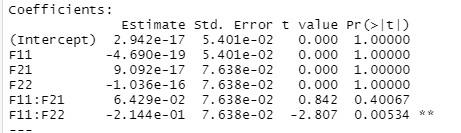 Coefficients:
Estimate Std. Error t value Pr(>|t|)
(Intercept) 2.942e-17 5.401e-02 0.000 1.00000
F11 -4.690e-19 5.401e-02 0.000 1.00000
F21 9.092e-17 7.638e-02 0.000 1.00000
F22 -1.036e-16 7.638e-02 0.000 1.00000
F11:F21 6.429e-02 7.638e-02 0.842 0.40067
F11:F22 -2.144e-01 7.638e-02 -2.807 0.00534 **
---